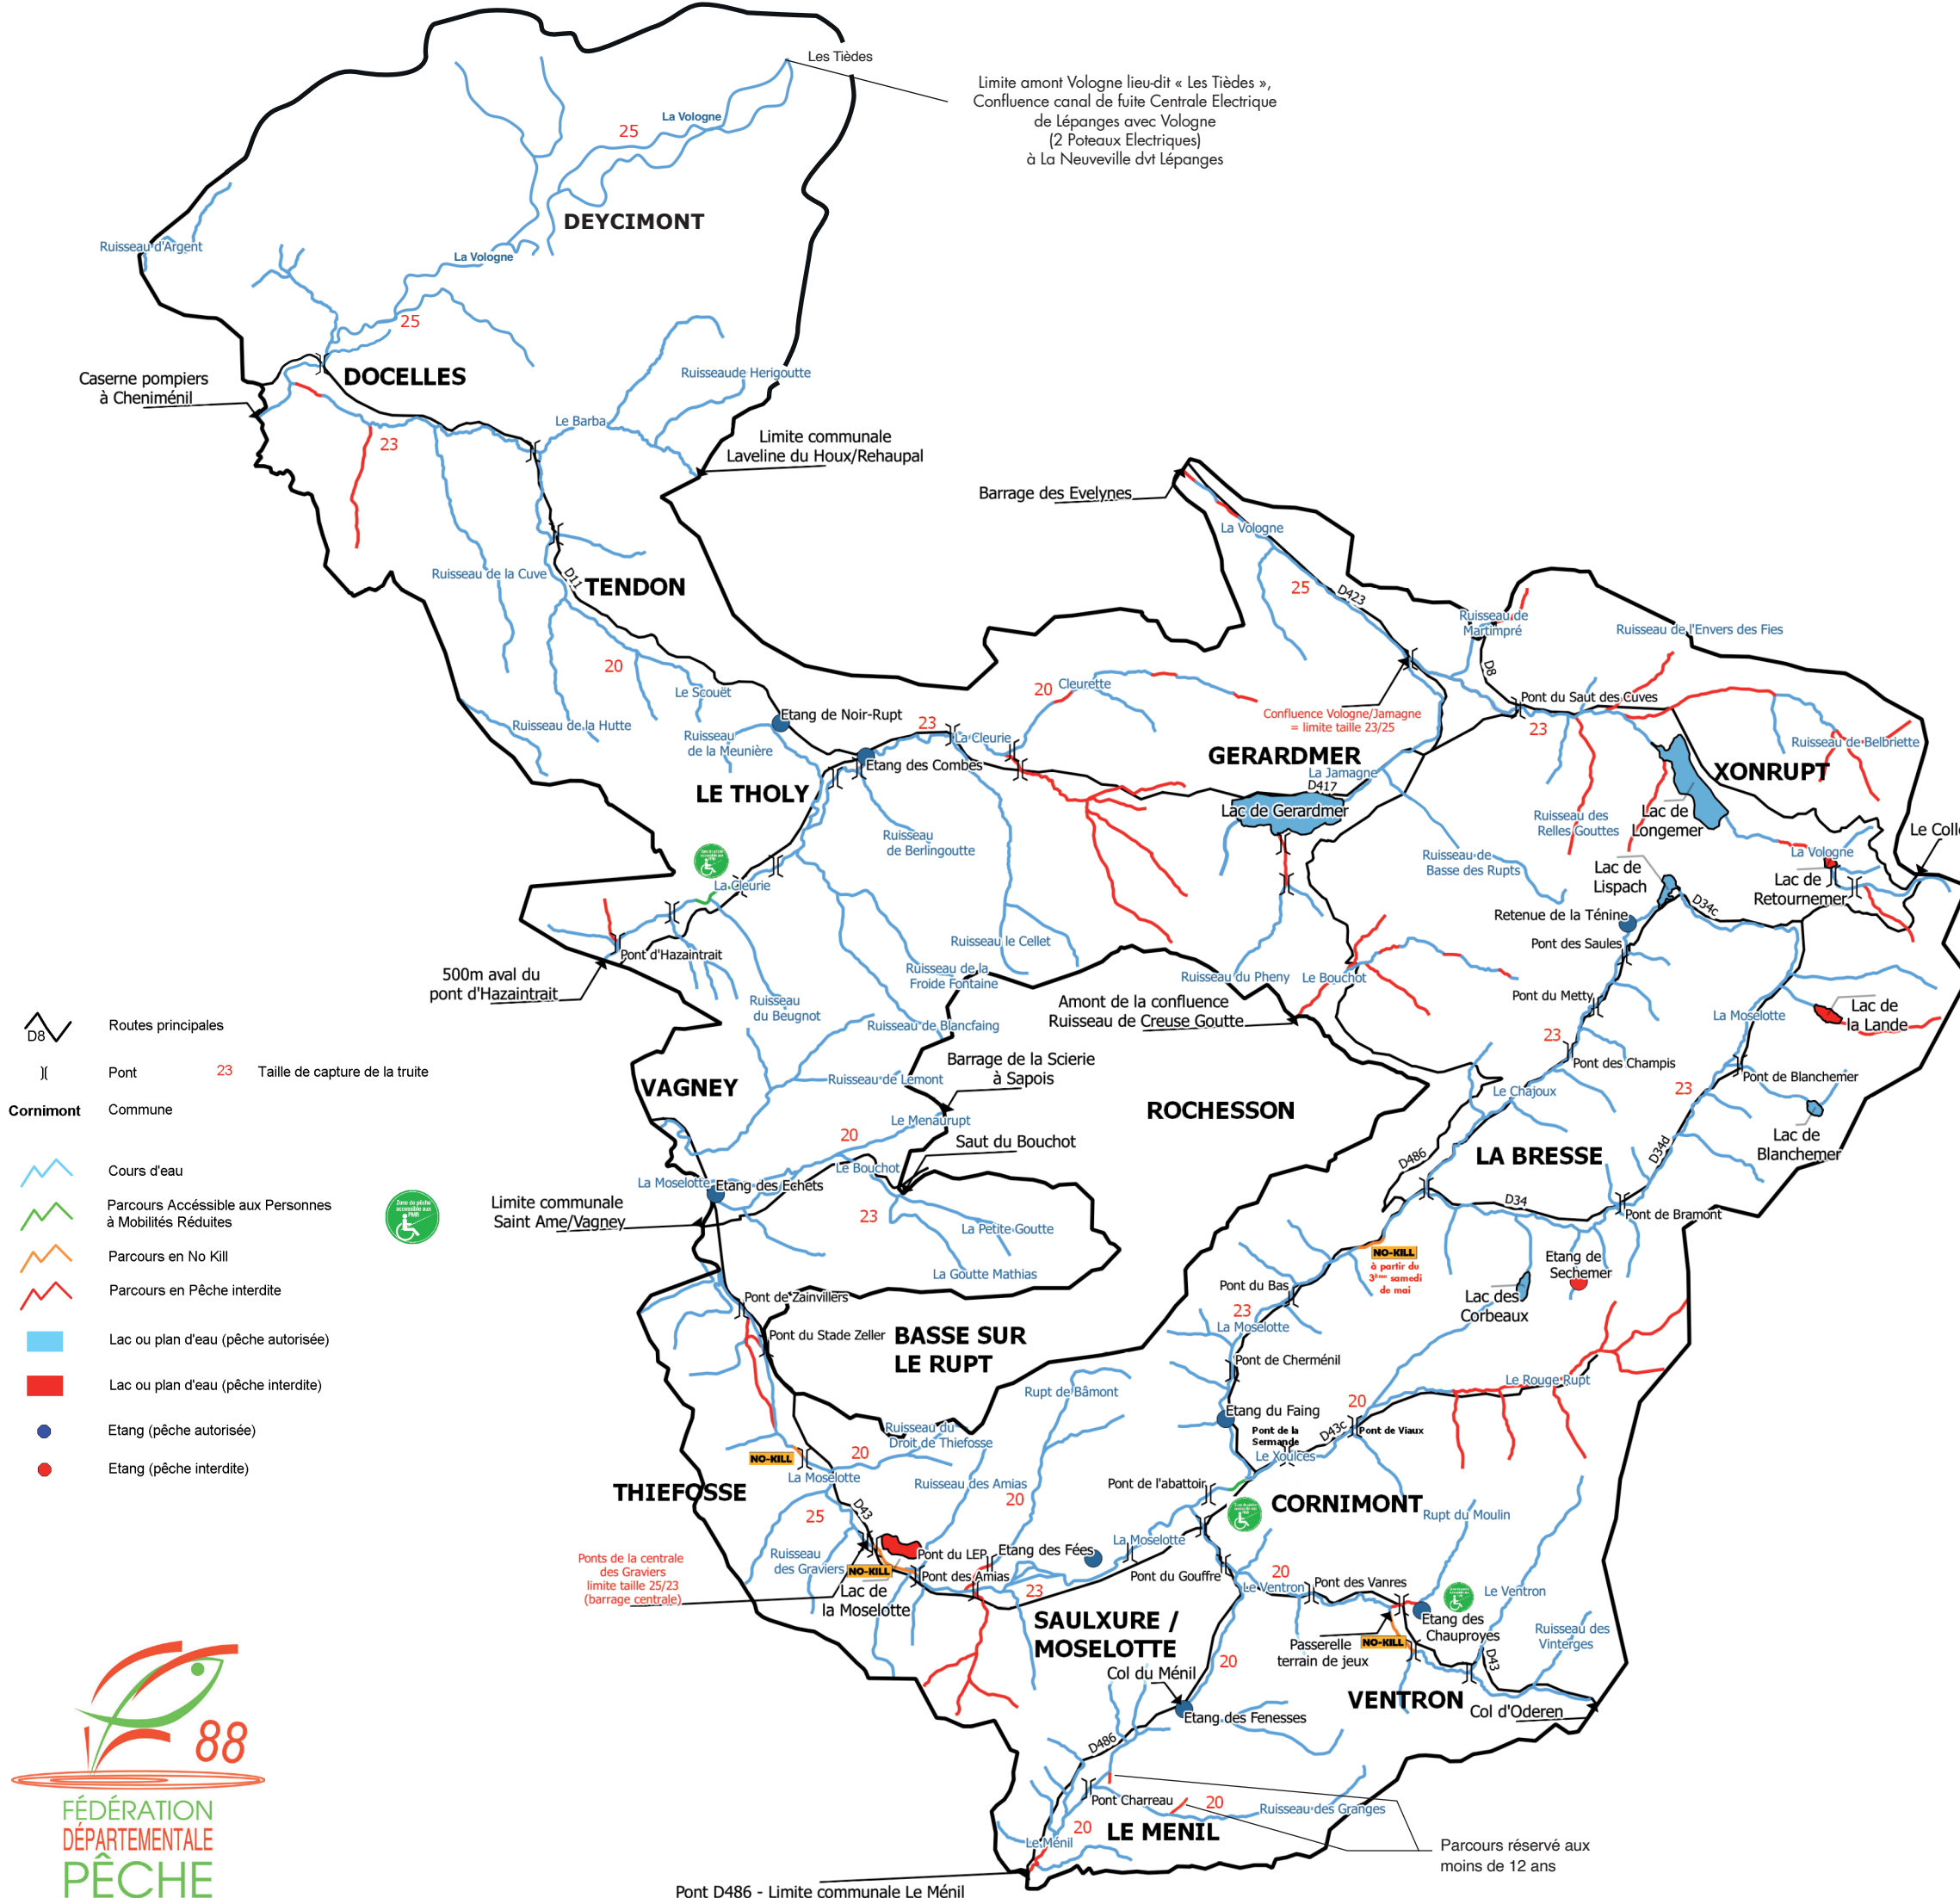 Les Tièdes
Limite amont Vologne lieu-dit « Les Tièdes »,
Confluence canal de fuite Centrale Electrique
de Lépanges avec Vologne
(2 Poteaux Electriques)
à La Neuveville dvt Lépanges
La Vologne
25
DEYCIMONT
Ruisseau d'Argent
La Vologne
25
DOCELLES
Caserne pompiers
à Cheniménil
Ruisseaude Herigoutte
Le Barba
23
Limite communale
Laveline du Houx/Rehaupal
Barrage des Evelynes
La Vologne
Ruisseau de la Cuve
D11
TENDON
25
D423
Ruisseau de
Martimpré
Ruisseau de l'Envers des Fies
D8
20
Le Scouët
Cleurette
20
Pont du Saut des Cuves
Etang de Noir-Rupt
Confluence Vologne/Jamagne
= limite taille 23/25
23
Ruisseau de la Hutte
23
La Cleurie
Ruisseau
de la Meunière
Ruisseau de Belbriette
GERARDMER
Etang des Combes
La Jamagne
XONRUPT
D417
LE THOLY
Lac de Gerardmer
Lac de
Longemer
Ruisseau des
Relles Gouttes
Le Coll
Ruisseau
de Berlingoutte
Ruisseau de
Basse des Rupts
La Vologne
Lac de
Lispach
Lac de
Retournemer
Zone de pêche
accessible aux
PMR
La Cleurie
D34c
Retenue de la Ténine
Pont des Saules
Ruisseau le Cellet
Pont d'Hazaintrait
500m aval du
pont d'Hazaintrait
Ruisseau de la
Froide Fontaine
Ruisseau du Pheny
Le Bouchot
Pont du Metty
Amont de la confluence
Ruisseau de Creuse Goutte
Ruisseau
du Beugnot
Ruisseau de Blancfaing
La Moselotte
Lac de
la Lande
D8
Routes principales
23
Pont des Champis
Pont
23
Taille de capture de la truite
Barrage de la Scierie
à Sapois
VAGNEY
Ruisseau de Lémont
Pont de Blanchemer
23
Le Chajoux
Cornimont
Commune
ROCHESSON
Le Menaurupt
20
Saut du Bouchot
Lac de
Blanchemer
D486
LA BRESSE
D34d
Cours d'eau
Le Bouchot
La Moselotte
Etang des Echets
Limite communale
Saint Ame/Vagney
D34
Pont de Bramont
Parcours Accéssible aux Personnes
à Mobilités Réduites
Zone de pêche
accessible aux
PMR
23
La Petite Goutte
La Goutte Mathias
Parcours en No Kill
NO-KILL
à partir du
3ème samedi
de mai
Etang de
Sechemer
Parcours en Pêche interdite
Pont de Zainvillers
Pont du Bas
23
La Moselotte
Lac des
Corbeaux
Lac ou plan d'eau (pêche autorisée)
Pont du Stade Zeller
BASSE SUR
LE RUPT
Pont de Cherménil
Lac ou plan d'eau (pêche interdite)
Rupt de Bâmont
Le Rouge Rupt
20
Etang (pêche autorisée)
Etang du Faing
Ruisseau du
Droit de Thiefosse
20
Pont de la
Sermande
D43c
Pont de Viaux
Le Xoulces
Etang (pêche interdite)
NO-KILL
La Moselotte
THIEFOSSE
Ruisseau des Amias
20
Pont de l'abattoir
CORNIMONT
25
D43
Rupt du Moulin
La Moselotte
Ponts de la centrale
des Graviers
limite taille 25/23
(barrage centrale)
Ruisseau
des Graviers
NO-KILL
Pont du LEP
Etang des Fées
Pont des Amias
Lac de
la Moselotte
23
Pont du Gouffre
20
Le Ventron
Pont des Vanres
Le Ventron
SAULXURE /
MOSELOTTE
Etang des
Chauproyes
Passerelle
terrain de jeux
NO-KILL
Ruisseau des
Vinterges
D43
Col du Ménil
20
VENTRON
Col d'Oderen
Etang des Fenesses
D486
Pont Charreau
20
Ruisseau des Granges
20
LE MENIL
Le Ménil
Parcours réservé aux
moins de 12 ans
Pont D486 - Limite communale Le Ménil
88
FÉDÉRATION
DÉPARTEMENTALE
PÊCHE